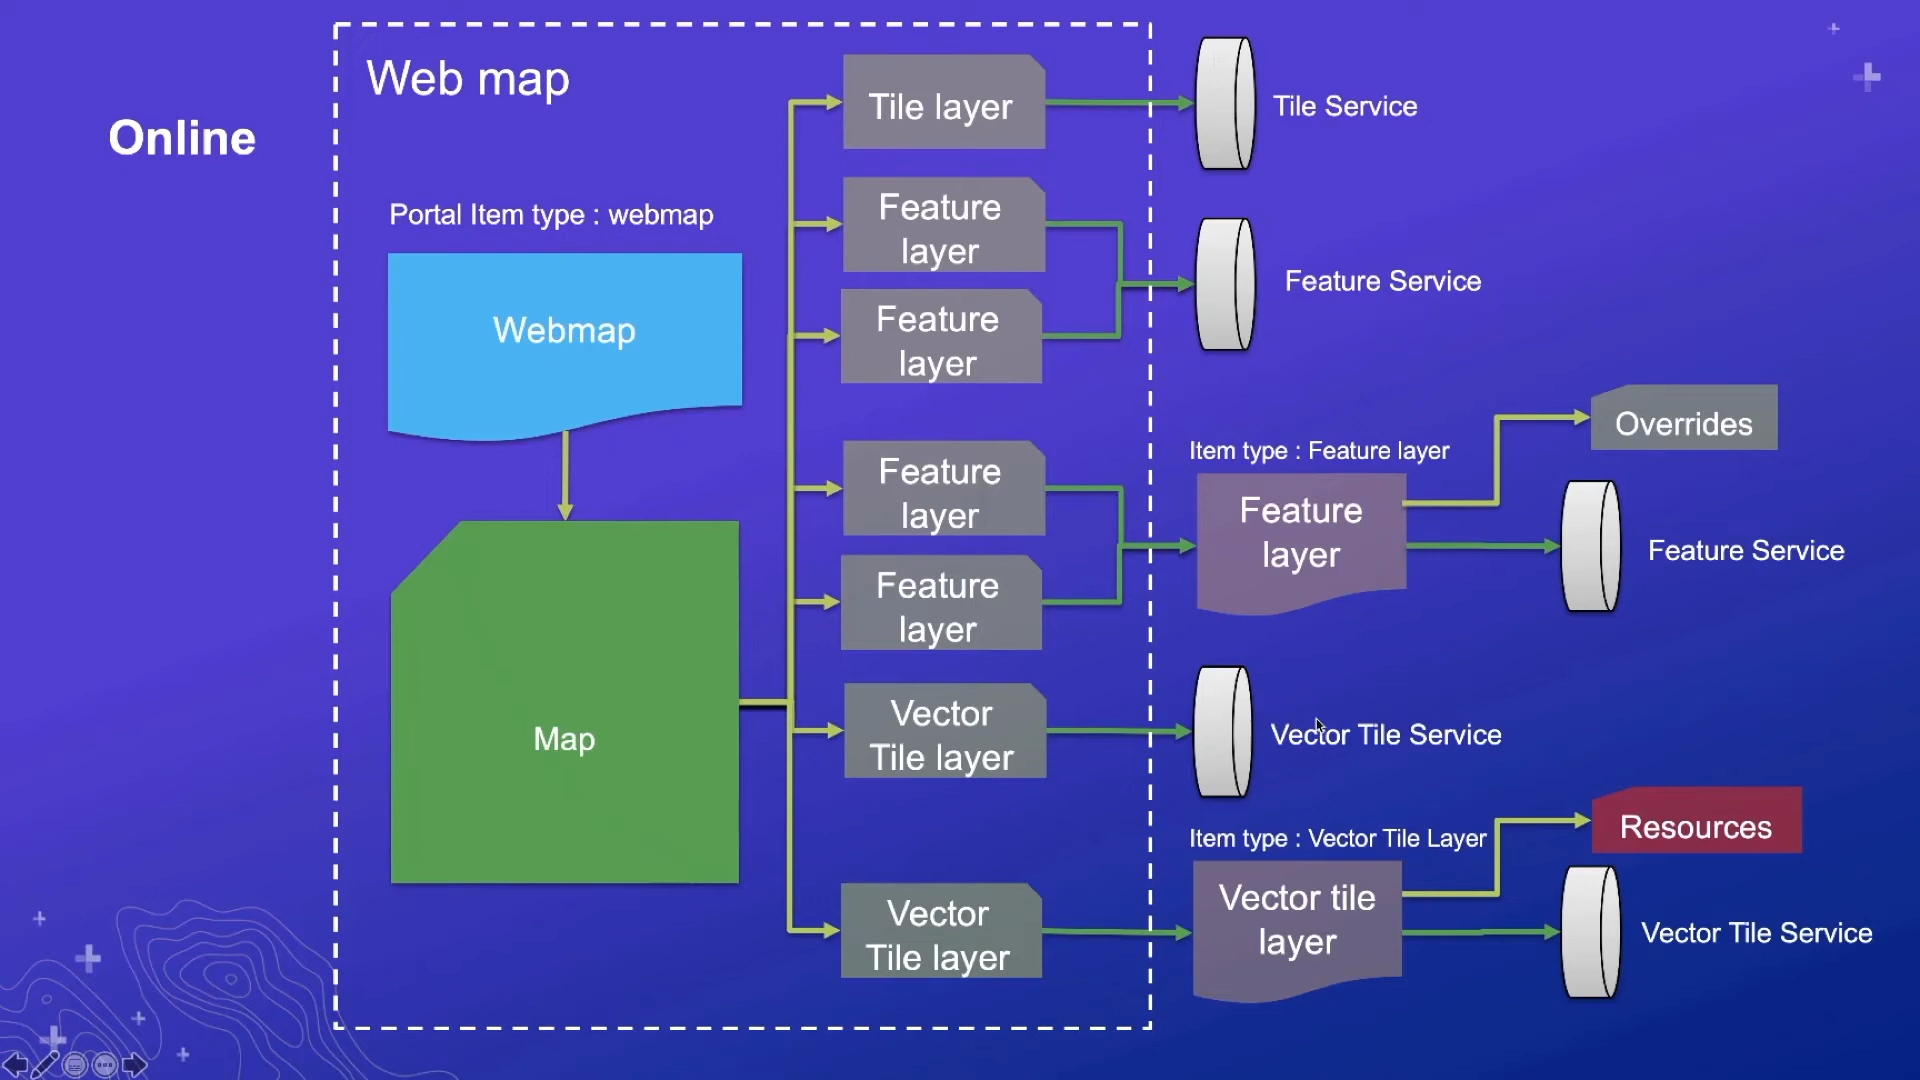 Online
Web map
Portal Item type : webmap
Webmap
Map
Tile layer
Feature
layer
Feature
layer
Feature
layer
Feature
layer
Vector
Tile layer
Vector
Tile layer
Tile Service
Feature Service
Item type : Feature layer
Feature
layer
Overrides
Feature Service
Vector Tile Service
Item type : Vector Tile Layer
Vector tile
layer
Resources
Vector Tile Service